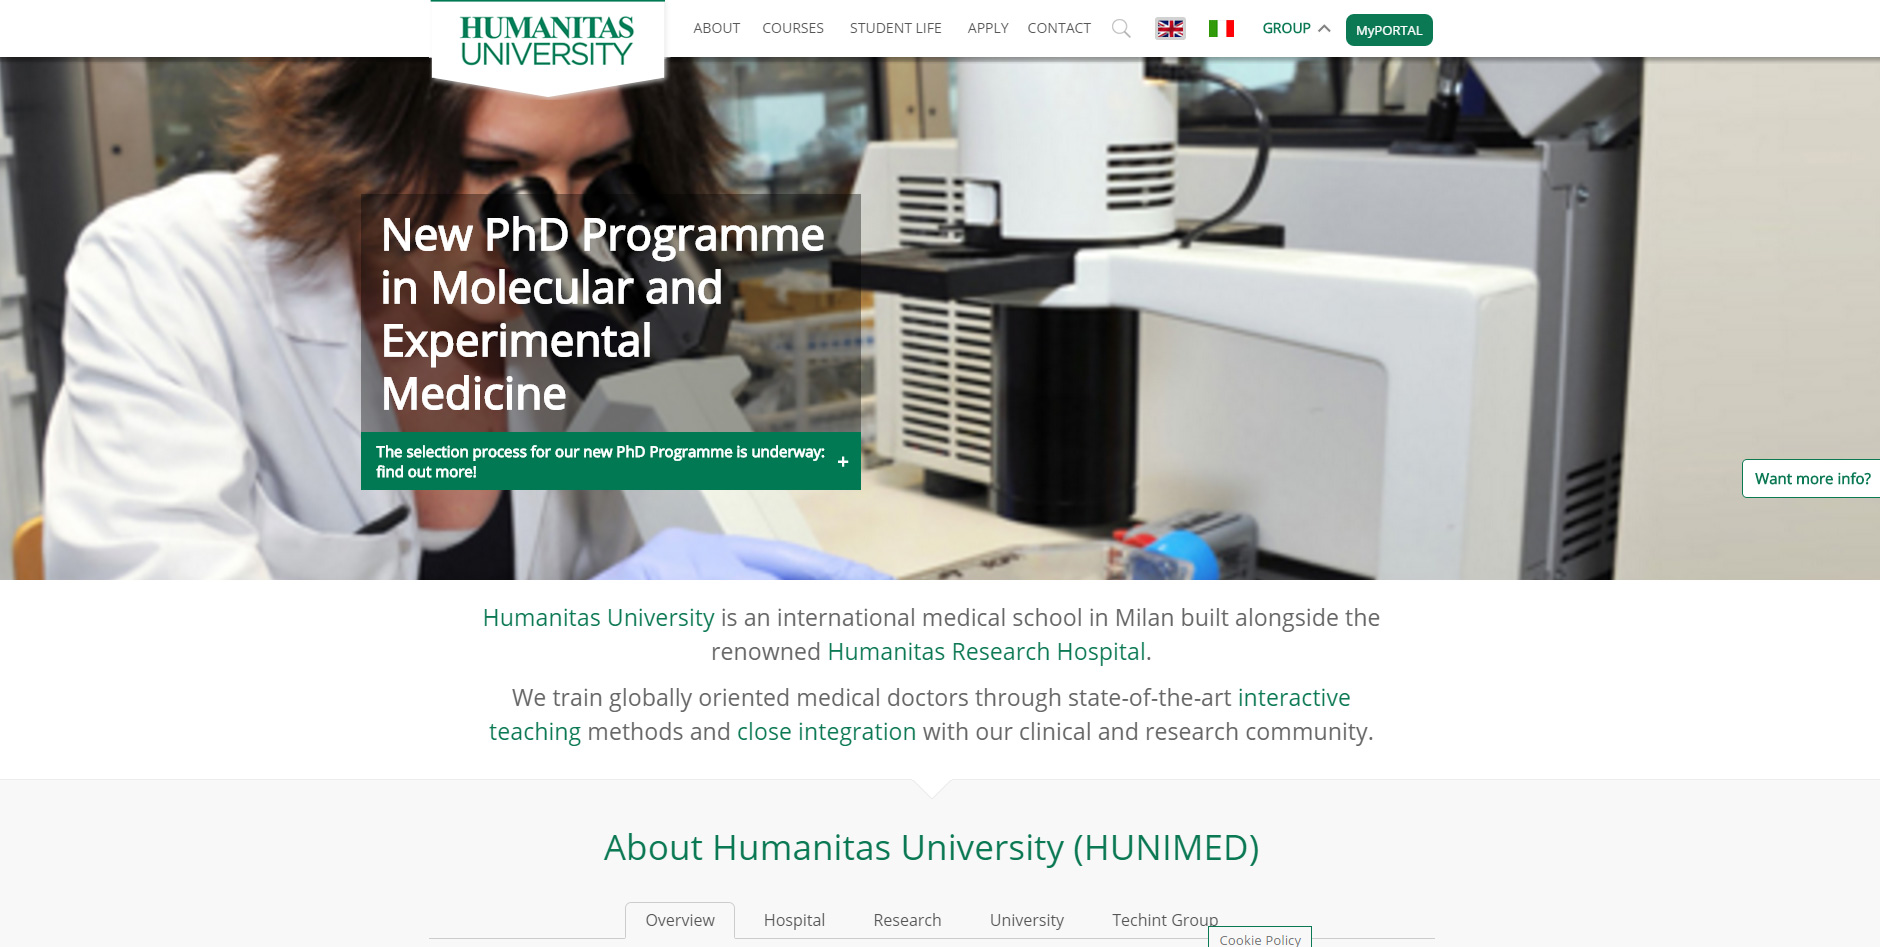 HUMANITAS
UNIVERSITY
ABOUT COURSES STUDENT LIFE APPLY CONTACT GROUP MyPORTAL
New PhD Programme
in Molecular and
Experimental
Medicine
The selection process for our new PhD Programme is underway:
find out more! +
Want more info?
Humanitas University is an international medical school in Milan built alongside the
renowned Humanitas Research Hospital.
We train globally oriented medical doctors through state-of-the-art interactive
teaching methods and close integration with our clinical and research community.
About Humanitas University (HUNIMED)
Overview Hospital Research University Techint Group
Cookie Policy